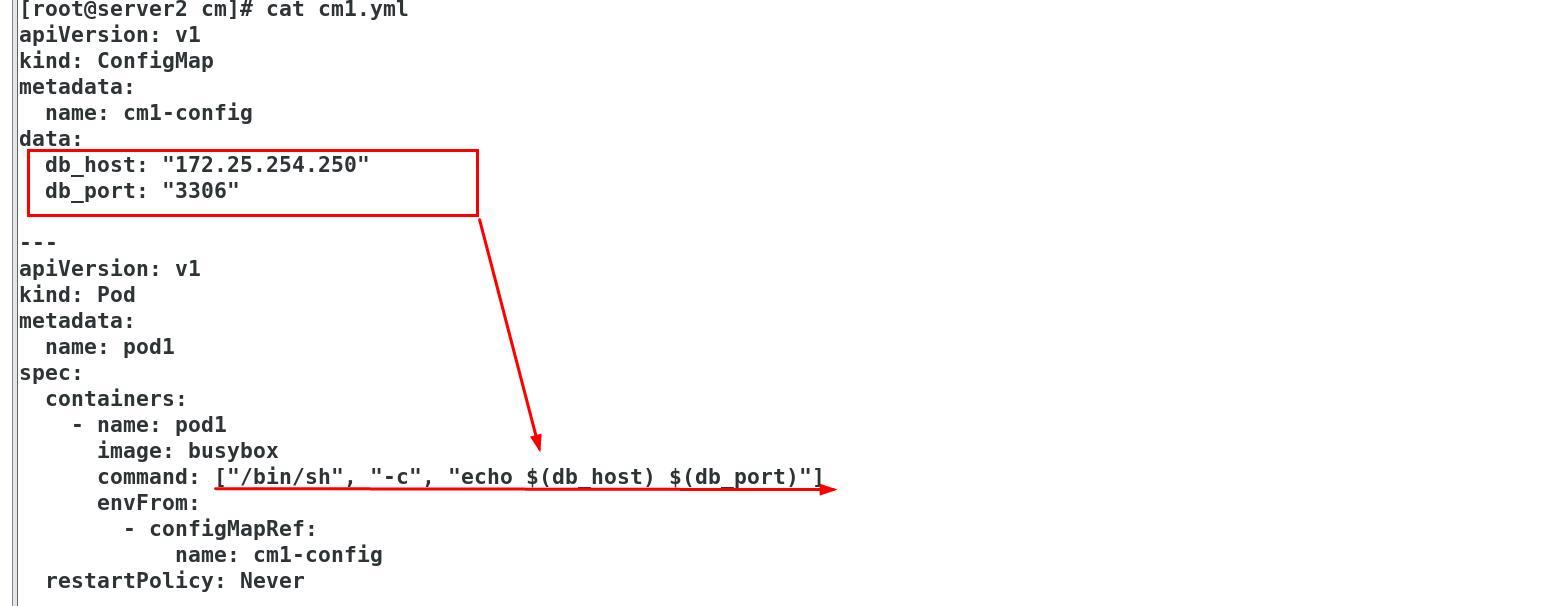 [root@server2 cm]# cat cm1.yml
apiVersion: v1
kind: ConfigMap
metadata:
  name: cm1-config
data:
  db_host: "172.25.254.250"
  db_port: "3306"
---
apiVersion: v1
kind: Pod
metadata:
  name: pod1
spec:
  containers:
    - name: pod1
      image: busybox
      command: ["/bin/sh", "-c", "echo $(db_host) $(db_port)"]
      envFrom:
        - configMapRef:
            name: cm1-config
  restartPolicy: Never